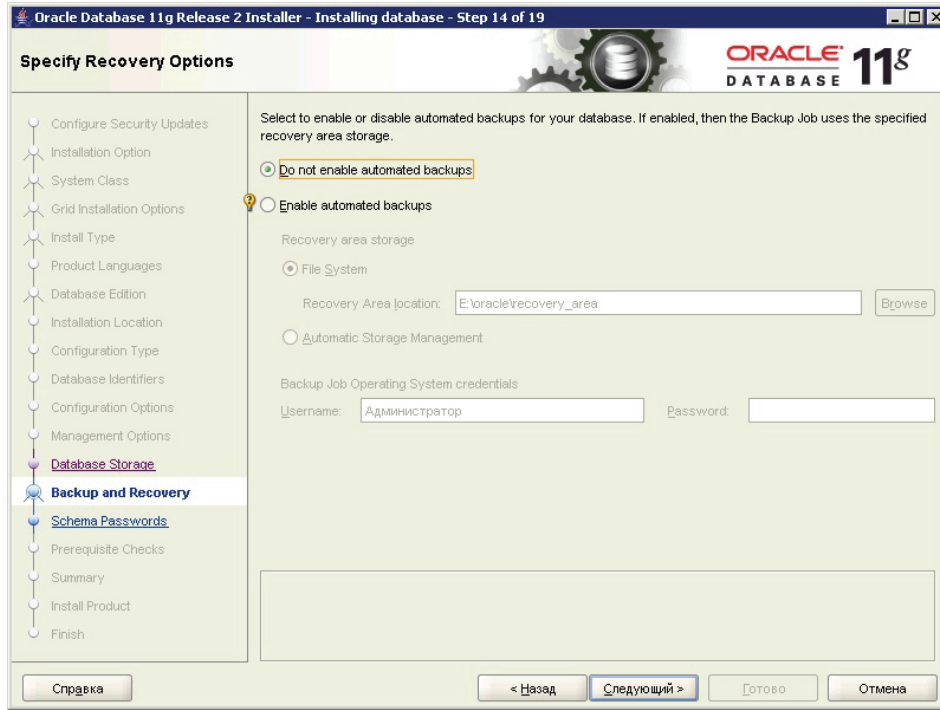 Oracle Database 11g Release 2 Installer - Installing database - Step 14 of 19
Specify Recovery Options
ORACLE
DATABASE
11g
Configure Security Updates
Installation Option
System Class
Grid Installation Options
Install Type
Product Languages
Database Edition
Installation Location
Configuration Type
Database Identifiers
Configuration Options
Management Options
Database Storage
Backup and Recovery
Schema Passwords
Prerequisite Checks
Summary
Install Product
Finish
Select to enable or disable automated backups for your database. If enabled, then the Backup Job uses the specified
recovery area storage.
Do not enable automated backups
Enable automated backups
Recovery area storage
File System
Recovery Area location: E:\oracle\recovery_area Browse
Automatic Storage Management
Backup Job Operating System credentials
Username: Администратор Password:
Справка < Назад Следующий > Готово Отмена